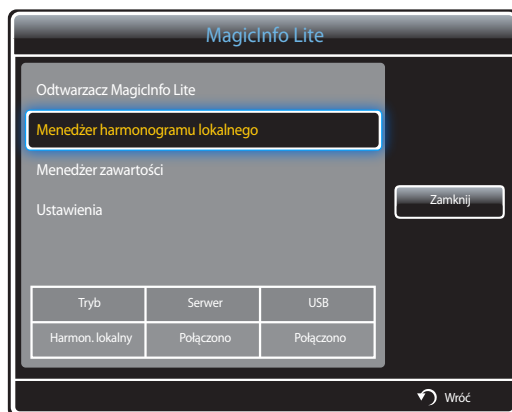 MagicInfo Lite
Odtwarzacz MagicInfo Lite
Menedżer harmonogramu lokalnego
Menedżer zawartości
Ustawienia
Zamknij
Tryb Serwer USB
Harmon. lokalny Połączono Połączono
Wróć